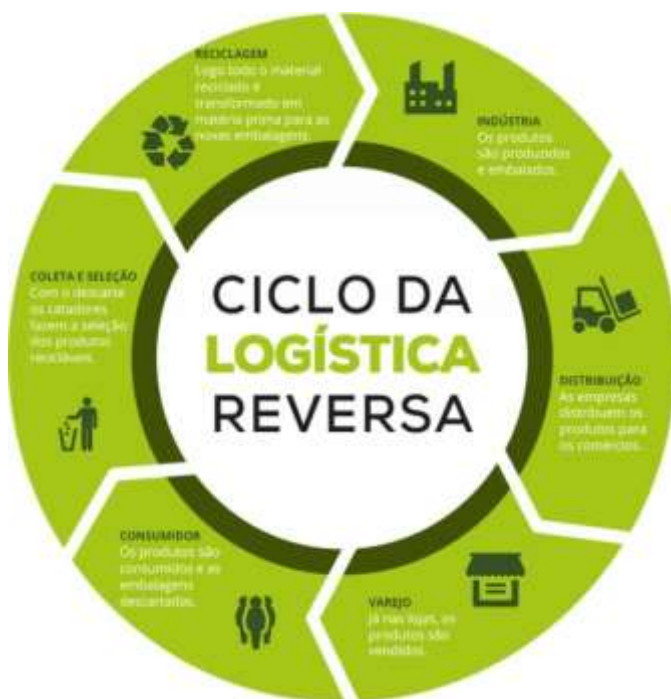 CICLO DA
LOGÍSTICA
REVERSA
INDÚSTRIA
Os produtos
são produzidos
e embalados.
DISTRIBUIÇÃO
As empresas
distribuem os
produtos para
os comércios.
VAREJO
Já nas lojas, os
produtos são
vendidos.
CONSUMIDOR
Os produtos são
consumidos e as
embalagens
descartadas.
COLETA E SELEÇÃO
Com o descarte
os catadores
fazem a seleção
dos produtos
recicláveis.
RECICLAGEM
Logo todo o material
reciclado é
transformado em
matéria prima para as
novas embalagens.